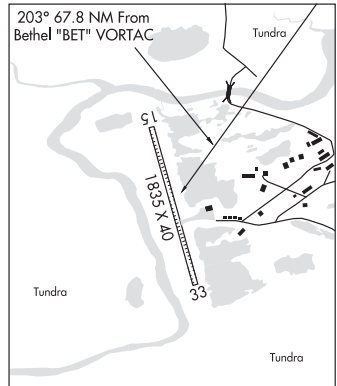 203° 67.8 NM From
Bethel "BET" VORTAC
Tundra
15
1835 X 40
33
Tundra
Tundra